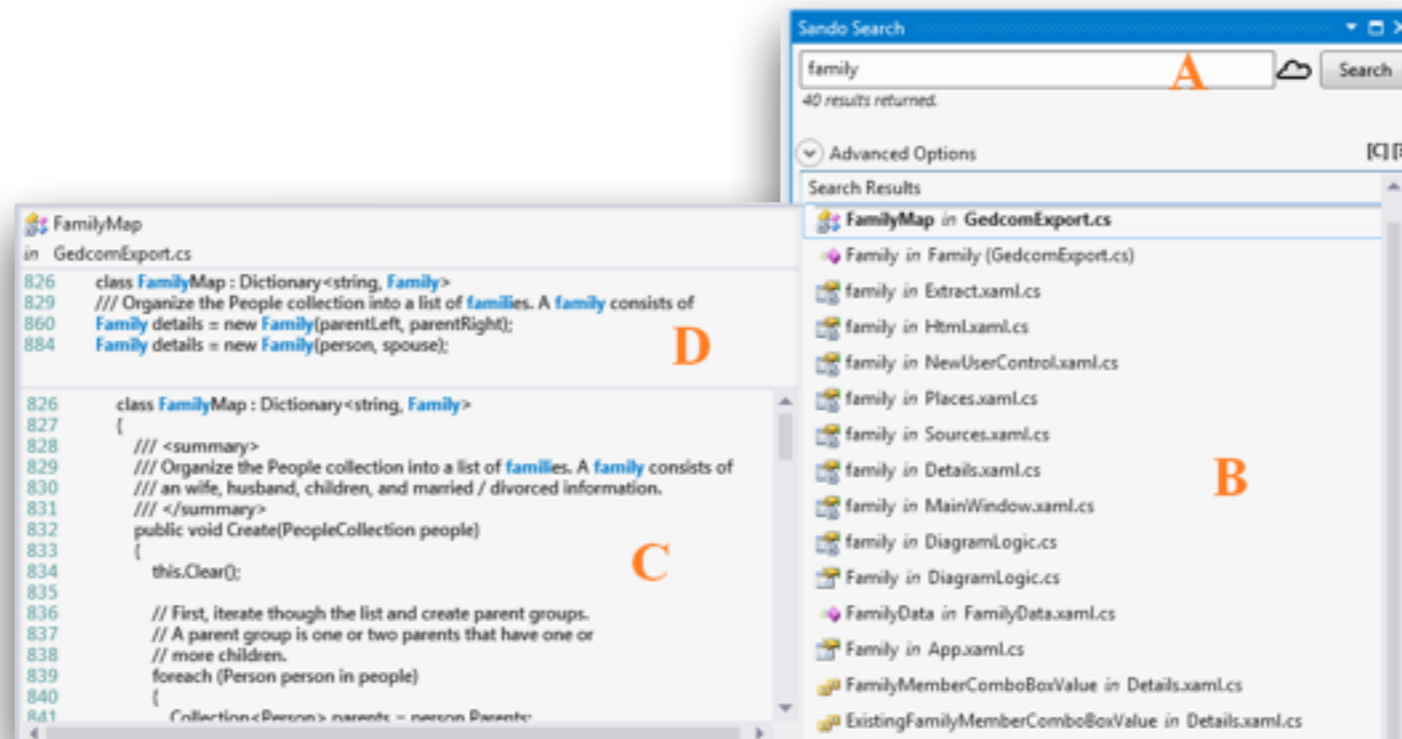 Sando Search
family
A
Search
40 results returned.
Advanced Options
Search Results
FamilyMap in GedcomExport.cs
Family in Family (GedcomExport.cs)
family in Extract.xaml.cs
family in Html.xaml.cs
family in NewUserControl.xaml.cs
family in Places.xaml.cs
family in Sources.xaml.cs
family in Details.xaml.cs
B
family in MainWindow.xaml.cs
family in DiagramLogic.cs
Family in DiagramLogic.cs
FamilyData in FamilyData.xaml.cs
Family in App.xaml.cs
FamilyMemberComboBoxValue in Details.xaml.cs
ExistingFamilyMemberComboBoxValue in Details.xaml.cs
FamilyMap
in GedcomExport.cs
826 class FamilyMap : Dictionary<string, Family>
829 /// Organize the People collection into a list of families. A family consists of
860 Family details = new Family(parentLeft, parentRight);
884 Family details = new Family(person, spouse);
D
826 class FamilyMap : Dictionary<string, Family>
827 {
828 /// <summary>
829 /// Organize the People collection into a list of families. A family consists of
830 /// an wife, husband, children, and married / divorced information.
831 /// </summary>
832 public void Create(PeopleCollection people)
833 {
C
834 this.Clear();
835
836 // First, iterate though the list and create parent groups.
837 // A parent group is one or two parents that have one or
838 // more children.
839 foreach (Person person in people)
840 {
841 Collection<Person> parents = person.Parents;